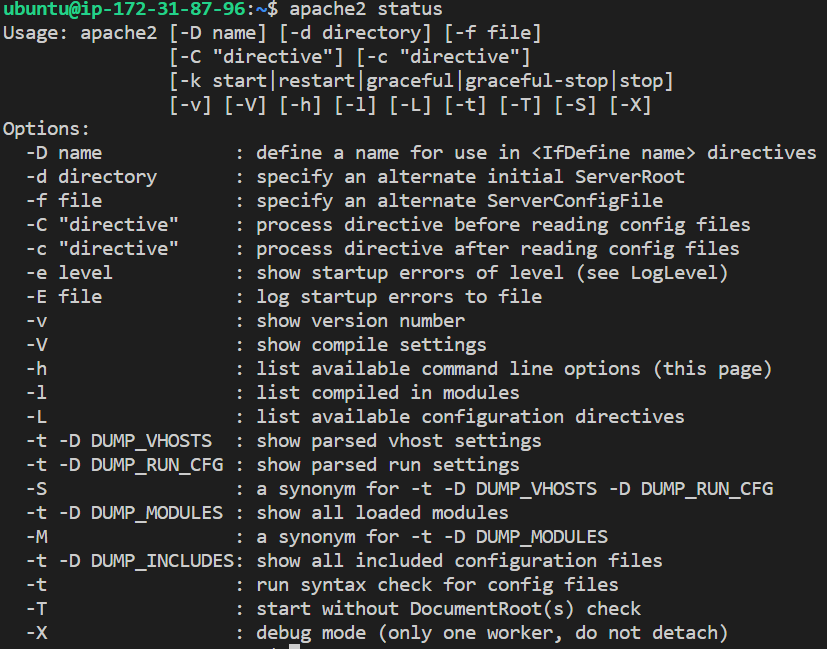 ubuntu@ip-172-31-87-96:~$ apache2 status
Usage: apache2 [-D name] [-d directory] [-f file]
               [-C "directive"] [-c "directive"]
               [-k start|restart|graceful|graceful-stop|stop]
               [-v] [-V] [-h] [-l] [-L] [-t] [-T] [-S] [-X]
Options:
  -D name            : define a name for use in <IfDefine name> directives
  -d directory       : specify an alternate initial ServerRoot
  -f file            : specify an alternate ServerConfigFile
  -C "directive"     : process directive before reading config files
  -c "directive"     : process directive after reading config files
  -e level           : show startup errors of level (see LogLevel)
  -E file            : log startup errors to file
  -v                 : show version number
  -V                 : show compile settings
  -h                 : list available command line options (this page)
  -l                 : list compiled in modules
  -L                 : list available configuration directives
  -t -D DUMP_VHOSTS  : show parsed vhost settings
  -t -D DUMP_RUN_CFG : show parsed run settings
  -S                 : a synonym for -t -D DUMP_VHOSTS -D DUMP_RUN_CFG
  -t -D DUMP_MODULES : show all loaded modules
  -M                 : a synonym for -t -D DUMP_MODULES
  -t -D DUMP_INCLUDES: show all included configuration files
  -t                 : run syntax check for config files
  -T                 : start without DocumentRoot(s) check
  -X                 : debug mode (only one worker, do not detach)